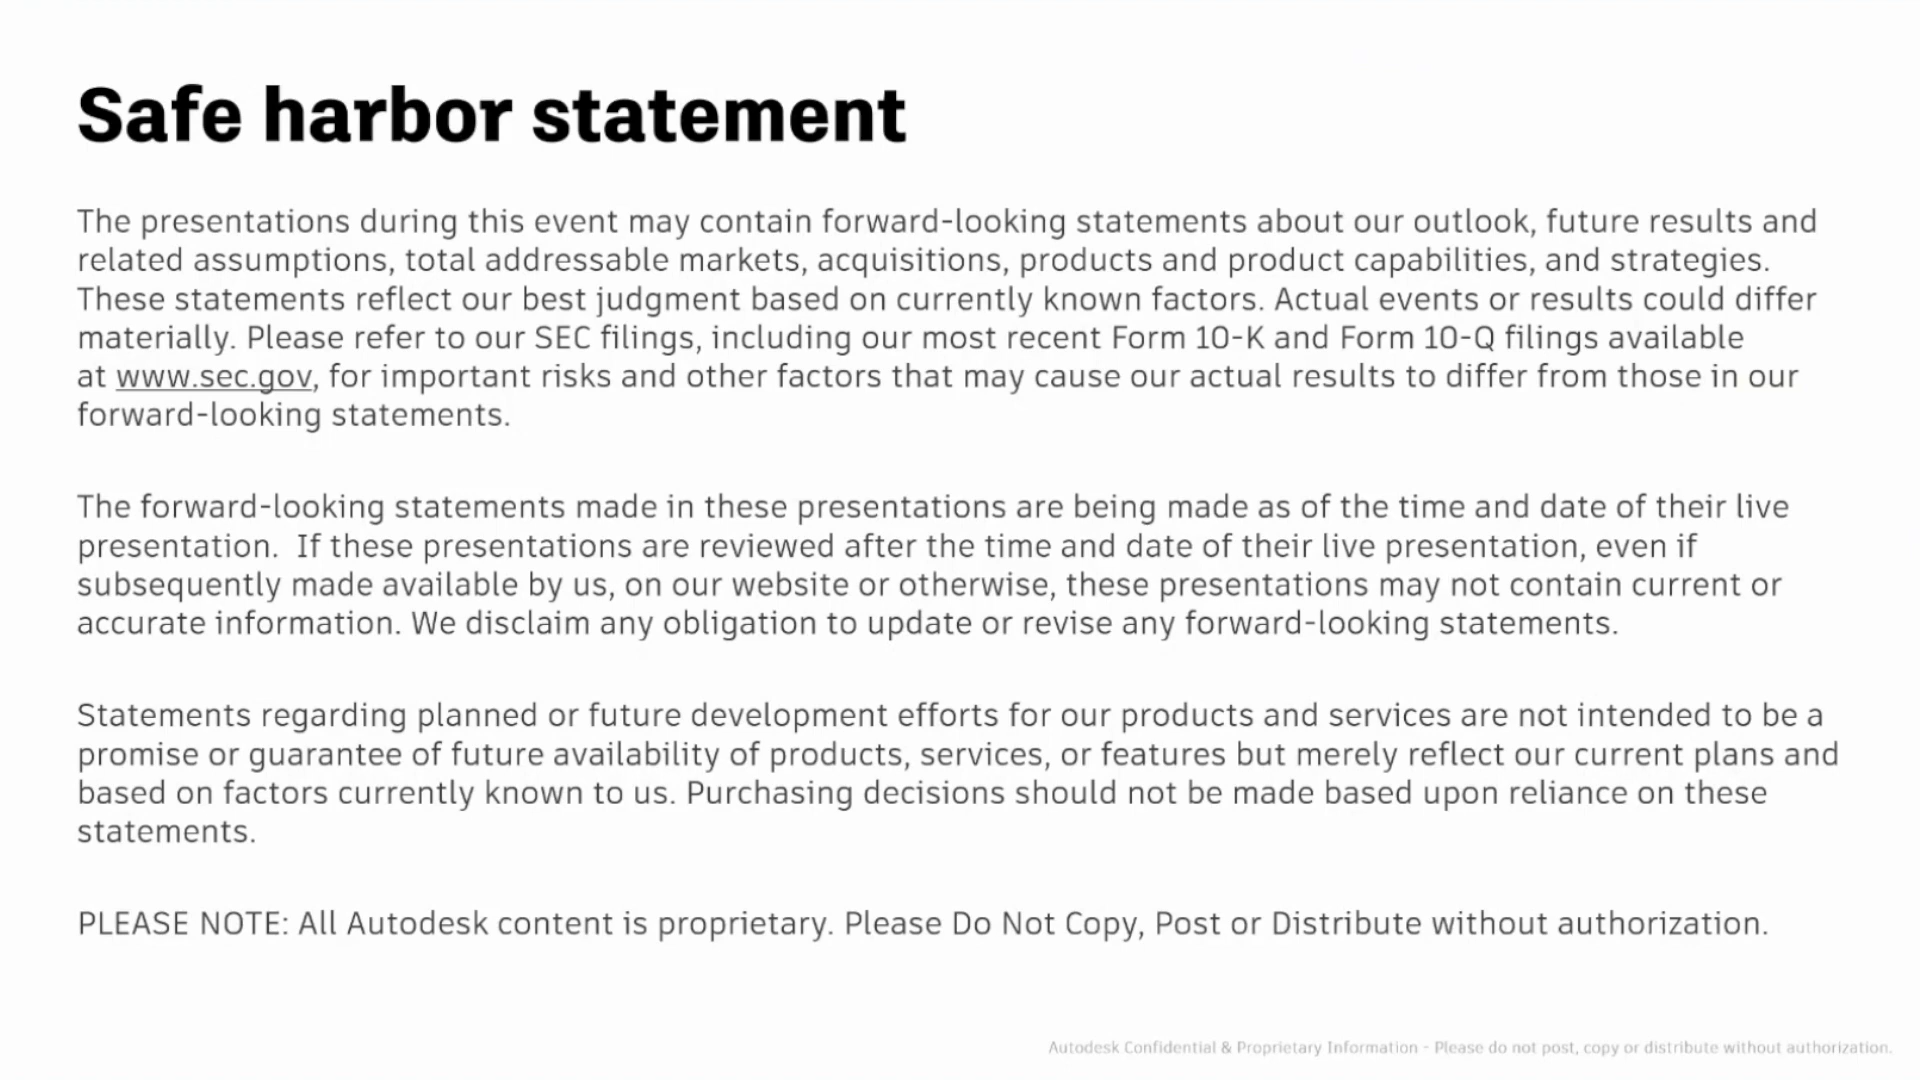 Safe harbor statement
The presentations during this event may contain forward-looking statements about our outlook, future results and
related assumptions, total addressable markets, acquisitions, products and product capabilities, and strategies.
These statements reflect our best judgment based on currently known factors. Actual events or results could differ
materially. Please refer to our SEC filings, including our most recent Form 10-K and Form 10-Q filings available
at www.sec.gov, for important risks and other factors that may cause our actual results to differ from those in our
forward-looking statements.
The forward-looking statements made in these presentations are being made as of the time and date of their live
presentation.  If these presentations are reviewed after the time and date of their live presentation, even if
subsequently made available by us, on our website or otherwise, these presentations may not contain current or
accurate information. We disclaim any obligation to update or revise any forward-looking statements.
Statements regarding planned or future development efforts for our products and services are not intended to be a
promise or guarantee of future availability of products, services, or features but merely reflect our current plans and
based on factors currently known to us. Purchasing decisions should not be made based upon reliance on these
statements.
PLEASE NOTE: All Autodesk content is proprietary. Please Do Not Copy, Post or Distribute without authorization.
Autodesk Confidential & Proprietary Information - Please do not post, copy or distribute without authorization.